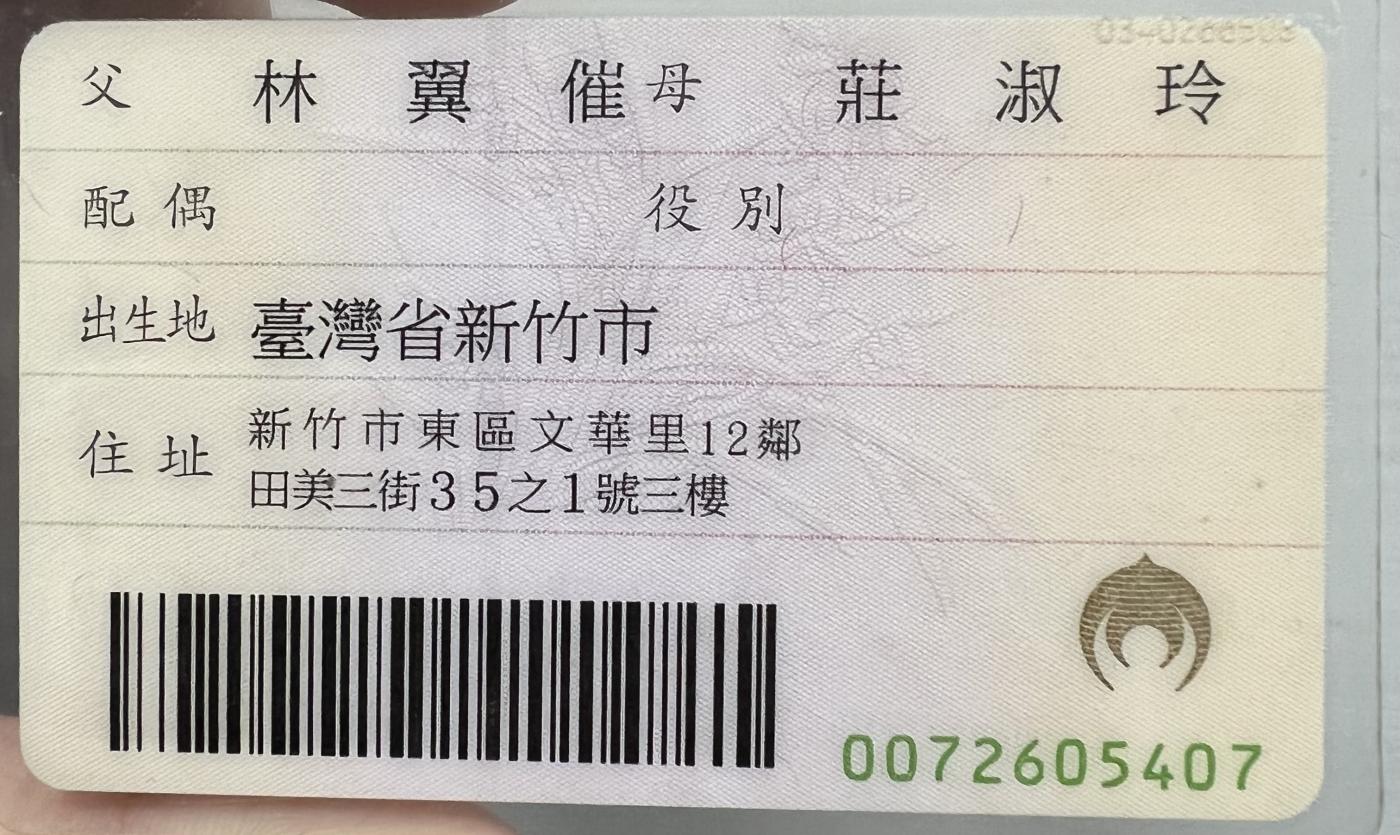 父 林翼催 母 莊淑玲
配偶 役別
出生地 臺灣省新竹市
住址 新竹市東區文華里12鄰
田美三街35之1號三樓
0072605407